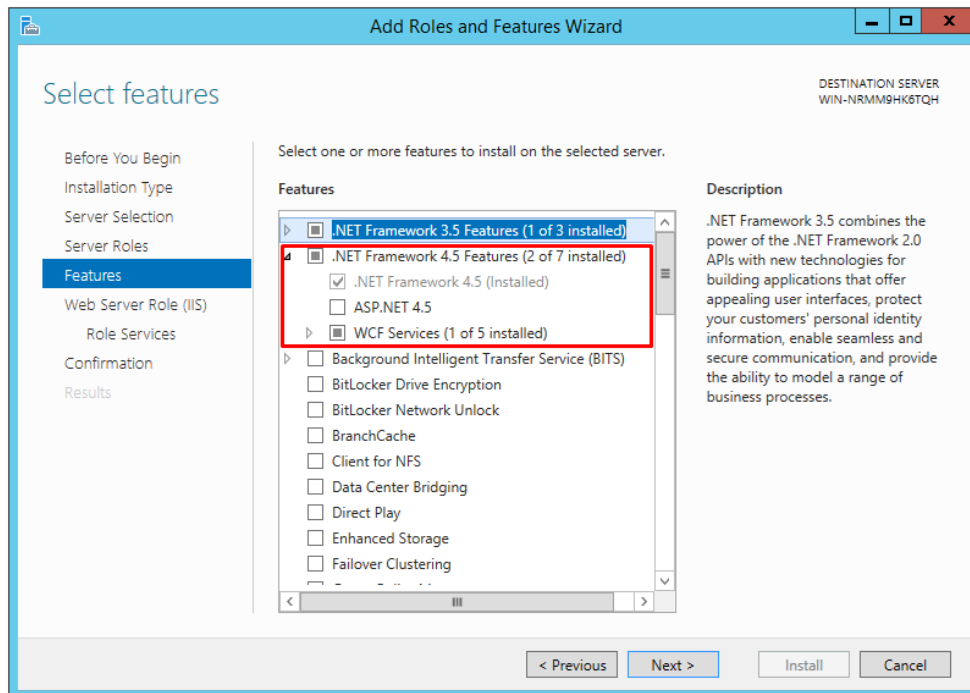 Add Roles and Features Wizard
Select features
DESTINATION SERVER
WIN-NRMM9HK6TQH
Before You Begin
Installation Type
Server Selection
Server Roles
Features
Web Server Role (IIS)
Role Services
Confirmation
Results
Select one or more features to install on the selected server.
Features
.NET Framework 3.5 Features (1 of 3 installed)
.NET Framework 4.5 Features (2 of 7 installed)
.NET Framework 4.5 (Installed)
ASP.NET 4.5
WCF Services (1 of 5 installed)
Background Intelligent Transfer Service (BITS)
BitLocker Drive Encryption
BitLocker Network Unlock
BranchCache
Client for NFS
Data Center Bridging
Direct Play
Enhanced Storage
Failover Clustering
Description
.NET Framework 3.5 combines the
power of the .NET Framework 2.0
APIs with new technologies for
building applications that offer
appealing user interfaces, protect
your customers' personal identity
information, enable seamless and
secure communication, and provide
the ability to model a range of
business processes.
< Previous
Next >
Install
Cancel